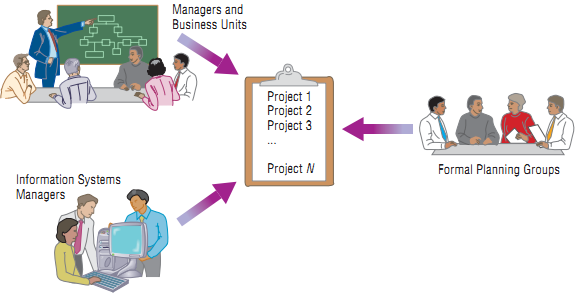 Managers and
Business Units
Project 1
Project 2
Project 3
...
Project N
Formal Planning Groups
Information Systems
Managers